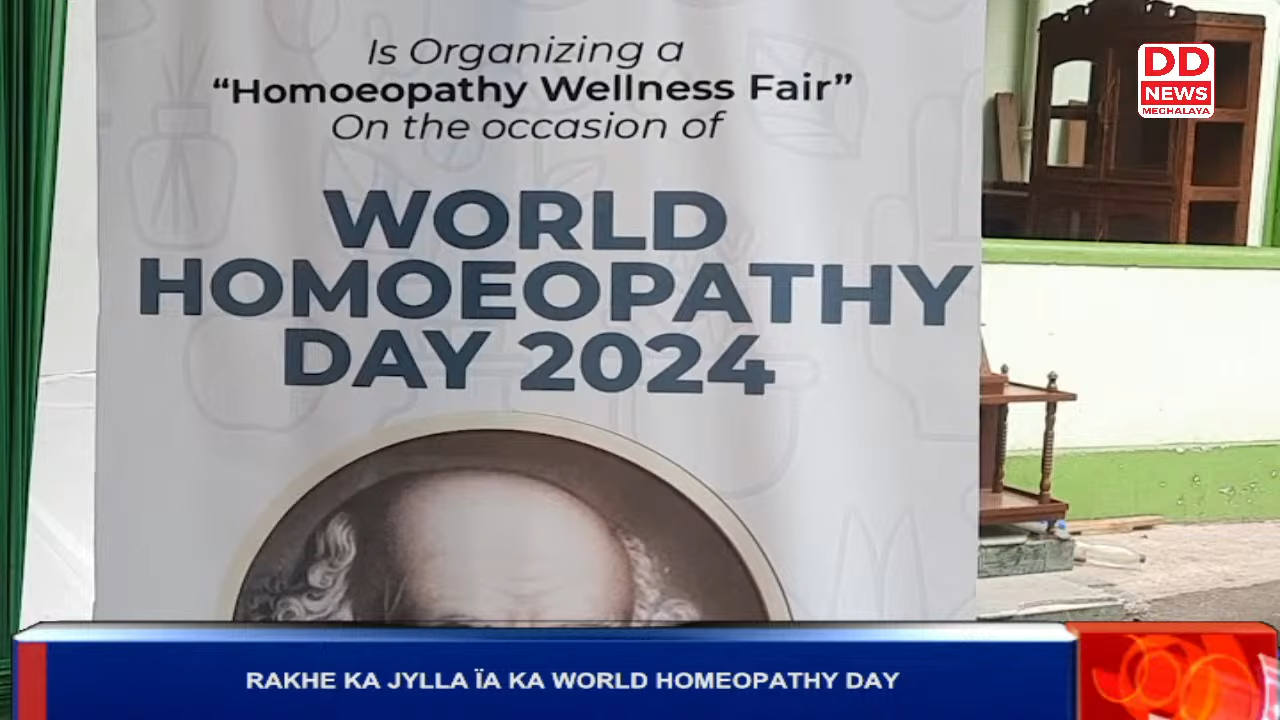 Is Organizing a
“Homoeopathy Wellness Fair”
On the occasion of
WORLD
HOMOEOPATHY
DAY 2024
DD
NEWS
MEGHALAYA
RAKHE KA JYLLA ÏA KA WORLD HOMEOPATHY DAY